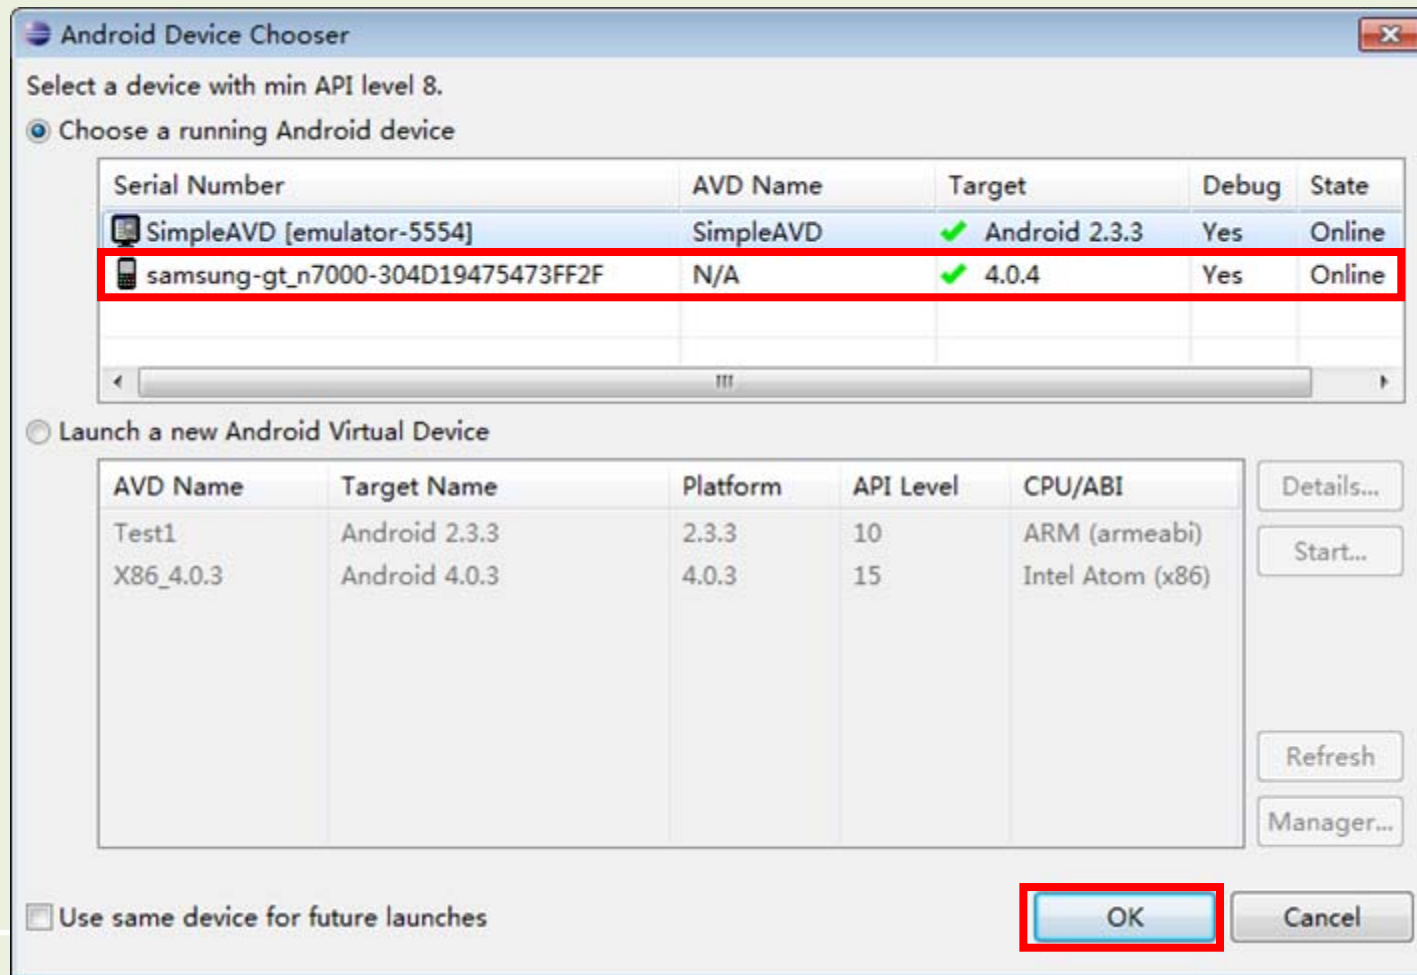 Android Device Chooser
Select a device with min API level 8.
Choose a running Android device
Serial Number AVD Name Target Debug State
SimpleAVD [emulator-5554] SimpleAVD Android 2.3.3 Yes Online
samsung-gt_n7000-304D19475473FF2F N/A 4.0.4 Yes Online
Launch a new Android Virtual Device
AVD Name Target Name Platform API Level CPU/ABI Details...
Test1 Android 2.3.3 2.3.3 10 ARM (armeabi)
Start...
X86_4.0.3 Android 4.0.3 4.0.3 15 Intel Atom (x86)
Refresh
Manager...
Use same device for future launches OK Cancel